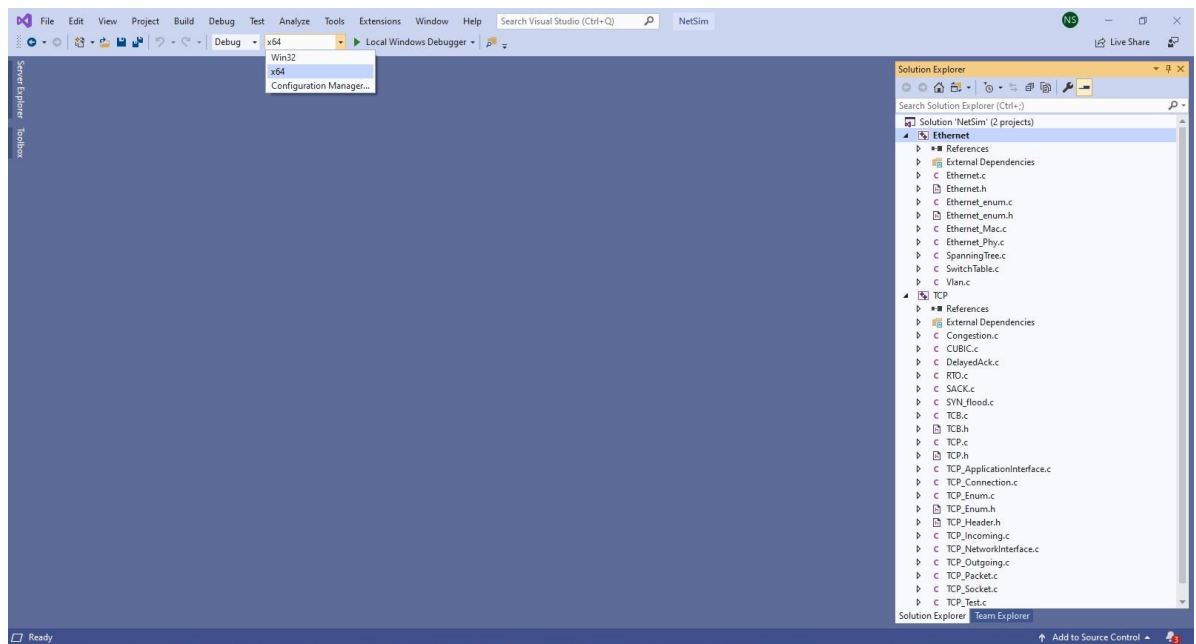 File Edit View Project Build Debug Test Analyze Tools Extensions Window Help Search Visual Studio (Ctrl+Q) NetSim NS
Debug x64 Local Windows Debugger Live Share
Win32
x64
Configuration Manager...
Server Explorer
Toolbox
Solution Explorer
Search Solution Explorer (Ctrl+;)
Solution 'NetSim' (2 projects)
Ethernet
References
External Dependencies
Ethernet.c
Ethernet.h
Ethernet_enum.c
Ethernet_enum.h
Ethernet_Mac.c
Ethernet_Phy.c
SpanningTree.c
SwitchTable.c
Vlan.c
TCP
References
External Dependencies
Congestion.c
CUBIC.c
DelayedAck.c
RTO.c
SACK.c
SYN_flood.c
TCB.c
TCB.h
TCP.c
TCP.h
TCP_ApplicationInterface.c
TCP_Connection.c
TCP_Enum.c
TCP_Enum.h
TCP_Header.h
TCP_Incoming.c
TCP_NetworkInterface.c
TCP_Outgoing.c
TCP_Packet.c
TCP_Socket.c
TCP_Test.c
Solution Explorer Team Explorer
Ready Add to Source Control 3